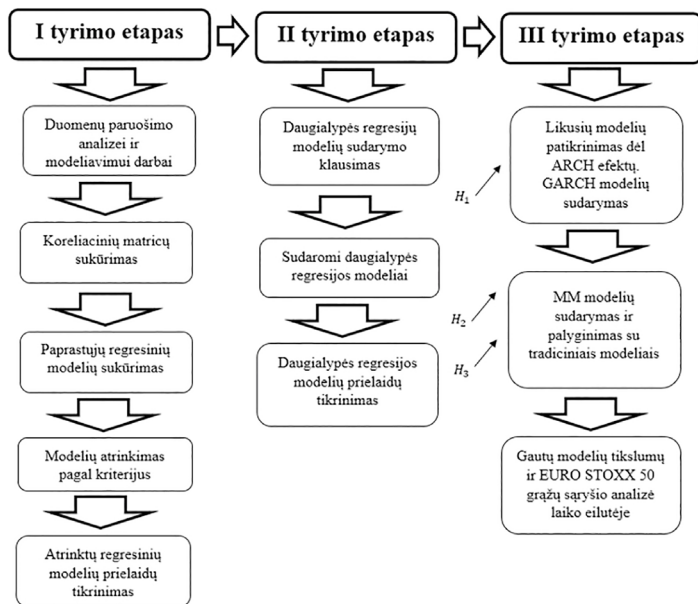 I tyrimo etapas
Duomenų paruošimo
analizei ir
modeliavimui darbai
Koreliacinių matricų
sukūrimas
Paprastųjų regresinių
modelių sukūrimas
Modelių atrinkimas
pagal kriterijus
Atrinktų regresinių
modelių prielaidų
tikrinimas
II tyrimo etapas
Daugialypės regresijų
modelių sudarymo
klausimas
Sudaromi daugialypės
regresijos modeliai
Daugialypės regresijos
modelių prielaidų
tikrinimas
III tyrimo etapas
H₁
Likusių modelių
patikrinimas dėl
ARCH efektų.
GARCH modelių
sudarymas
H₂
H₃
MM modelių
sudarymas ir
palyginimas su
tradiciniais modeliais
Gautų modelių tikslumų
ir EURO STOXX 50
grąžų sąryšio analizė
laiko eilutėje